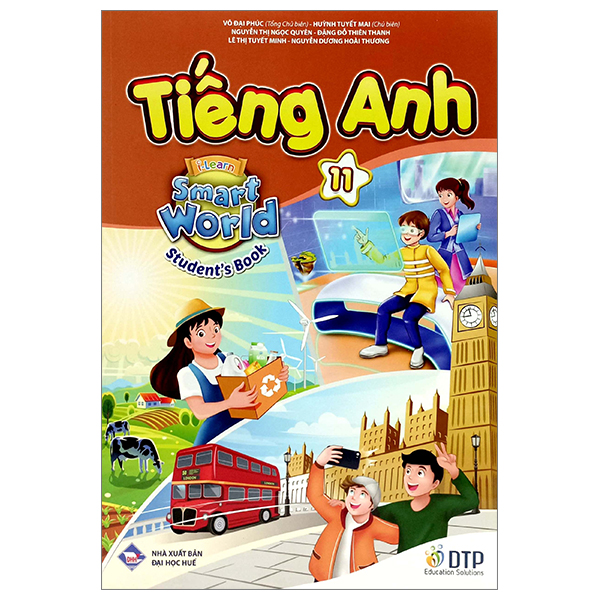 VÕ ĐẠI PHÚC (Tổng Chủ biên) - HUỲNH TUYẾT MAI (Chủ biên)
NGUYỄN THỊ NGỌC QUYÊN - ĐẶNG ĐỖ THIÊN THANH
LÊ THỊ TUYẾT MINH - NGUYỄN DƯƠNG HOÀI THƯƠNG
Tiếng Anh
11
i-Learn
Smart
World
Student's Book
LONDON
DHH
NHÀ XUẤT BẢN
ĐẠI HỌC HUẾ
DTP
Education Solutions